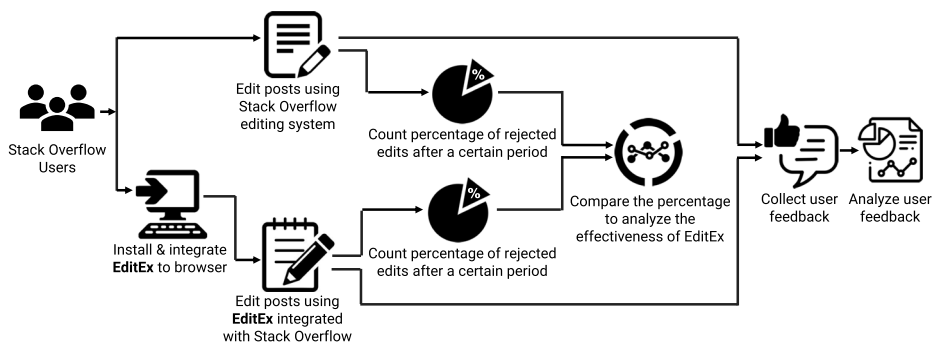 Stack Overflow
Users
Edit posts using
Stack Overflow
editing system
%
Count percentage of rejected
edits after a certain period
Install & integrate
EditEx to browser
Edit posts using
EditEx integrated
with Stack Overflow
%
Count percentage of rejected
edits after a certain period
Compare the percentage
to analyze the
effectiveness of EditEx
Collect user
feedback
Analyze user
feedback